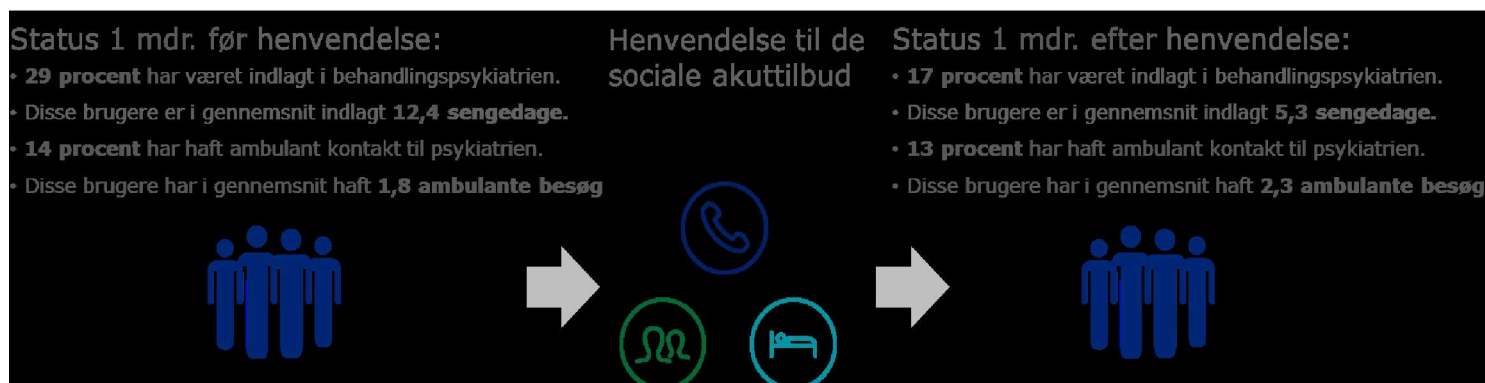 Status 1 mdr. før henvendelse:
• 29 procent har været indlagt i behandlingspsykiatrien.
• Disse brugere er i gennemsnit indlagt 12,4 sengedage.
• 14 procent har haft ambulant kontakt til psykiatrien.
• Disse brugere har i gennemsnit haft 1,8 ambulante besøg
Henvendelse til de
sociale akuttilbud
Status 1 mdr. efter henvendelse:
• 17 procent har været indlagt i behandlingspsykiatrien.
• Disse brugere er i gennemsnit indlagt 5,3 sengedage.
• 13 procent har haft ambulant kontakt til psykiatrien.
• Disse brugere har i gennemsnit haft 2,3 ambulante besøg